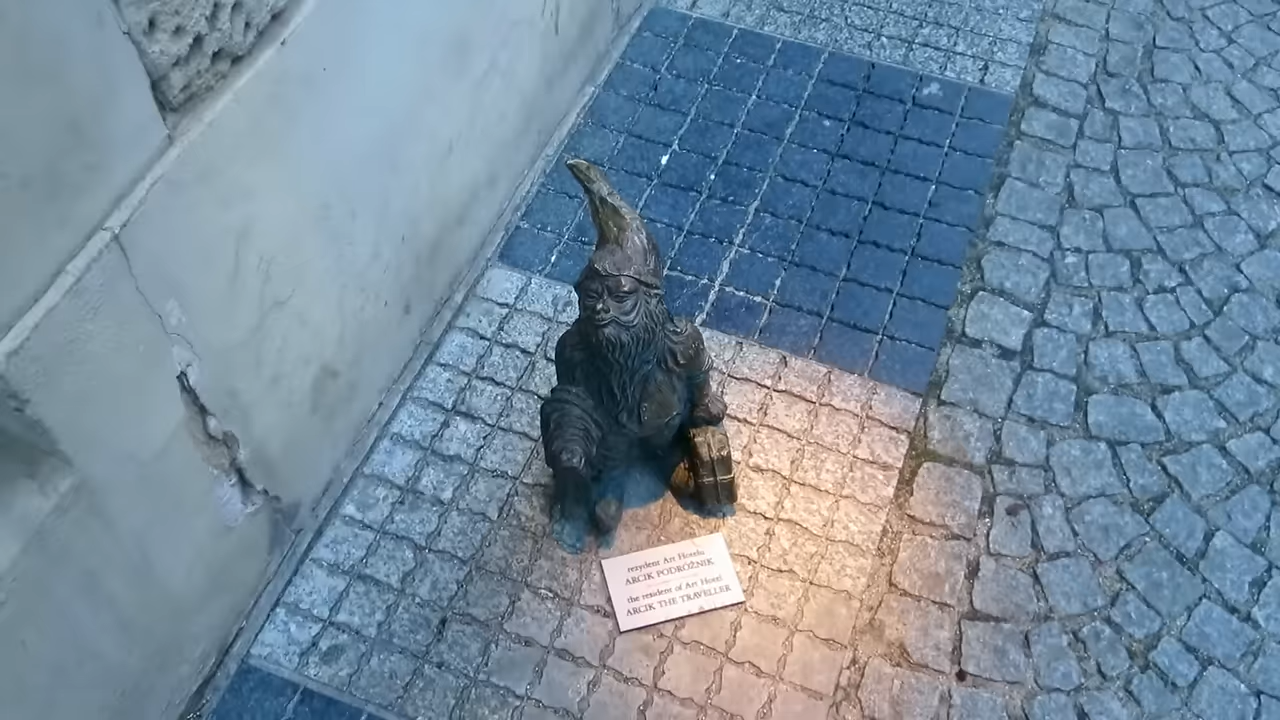 rezydent Art Hotelu
ARCIK PODRÓŻNIK
the resident of Art Hotel
ARCIK THE TRAVELLER